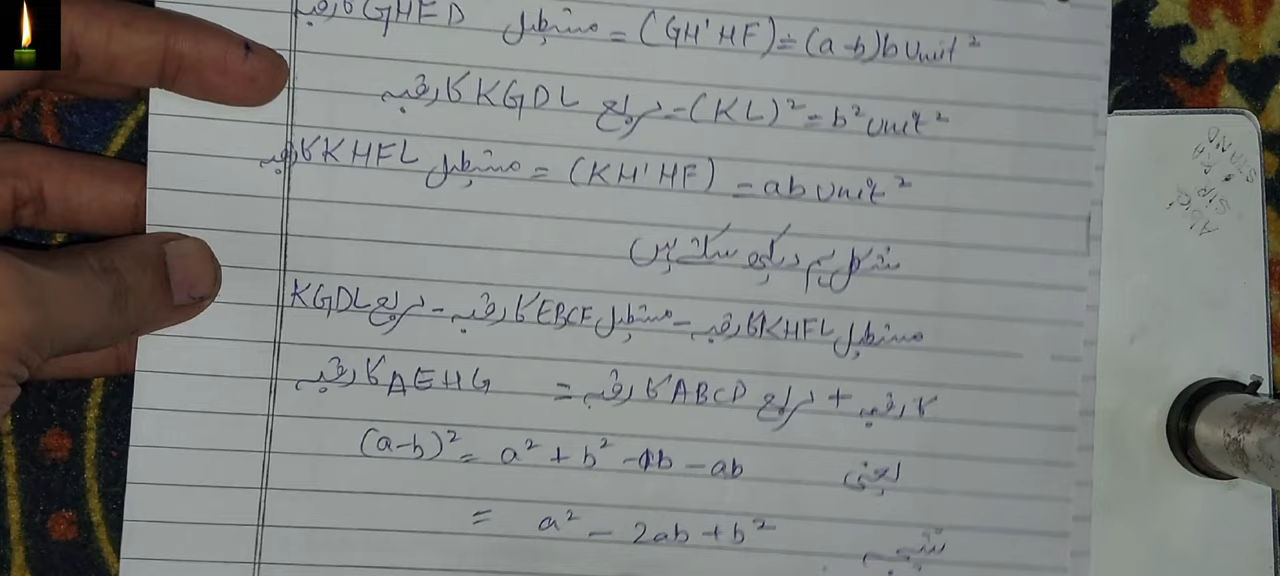 GHED کا رقبہ مستطیل = (GH'HF) = (a-b)b Unit²
KGDL کا رقبہ مربع = (KL)² = b² Unit²
KHFL کا رقبہ مستطیل = (KH'HF) = ab Unit²
شکل میں دیکھ سکتے ہیں
KGDL مربع - کا رقبہ EBCF مستطیل - کا رقبہ KHFL مستطیل
AEHG کا رقبہ = کا رقبہ ABCD مربع + کا رقبہ
(a-b)² = a² + b² - ab - ab یعنی
= a² - 2ab + b²